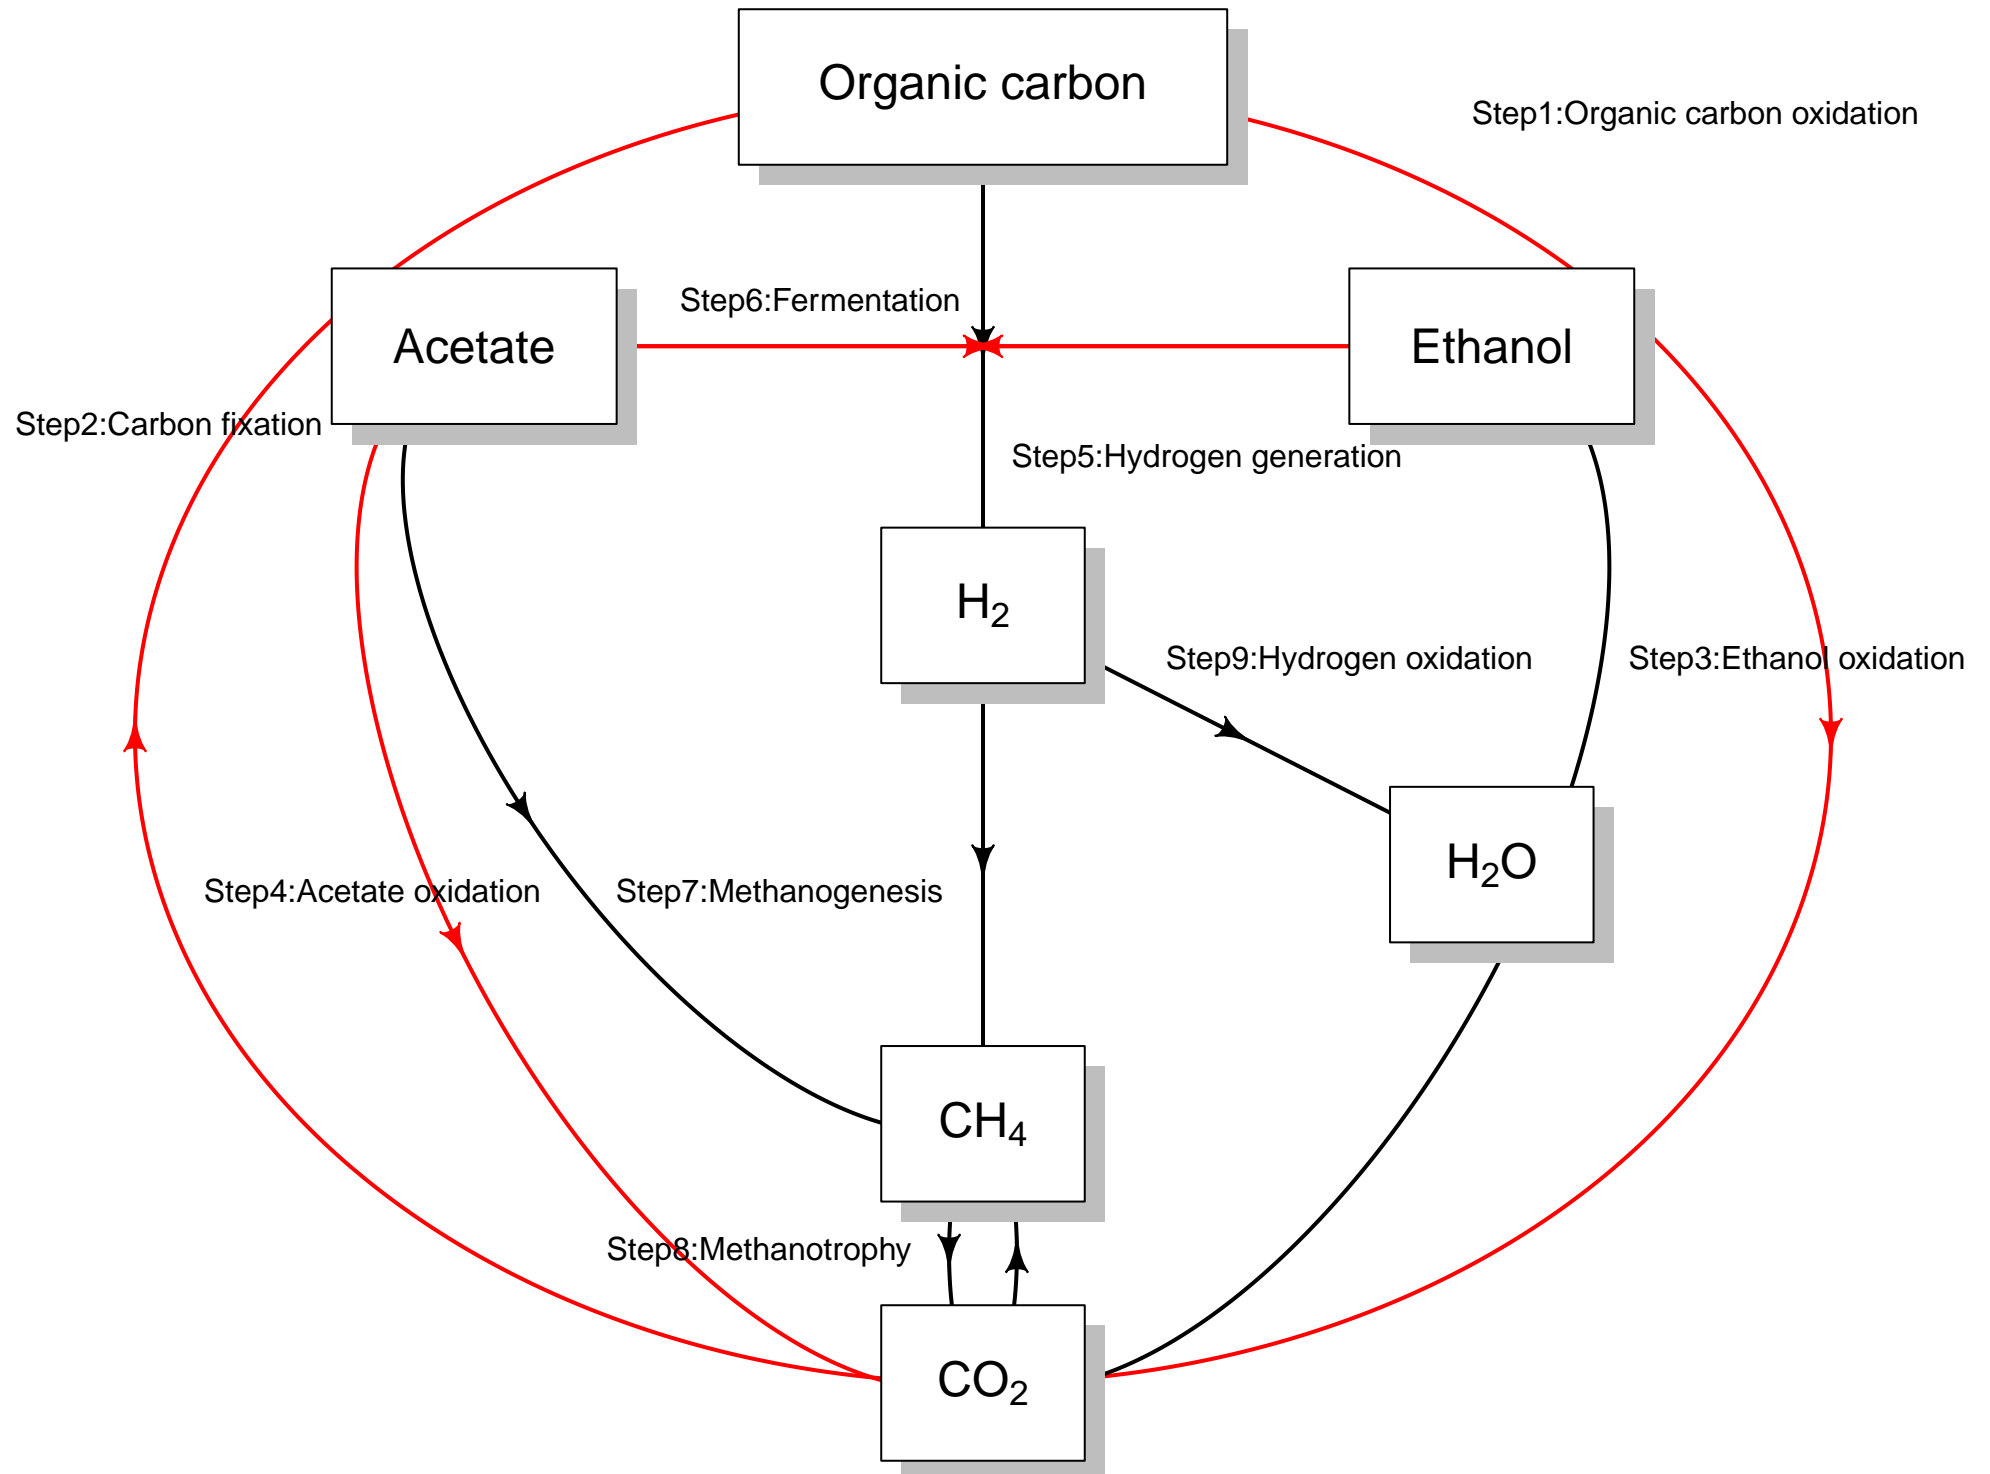 Organic carbon
Step1:Organic carbon oxidation
Step6:Fermentation
Acetate
Ethanol
Step2:Carbon fixation
Step5:Hydrogen generation
H₂
Step9:Hydrogen oxidation
Step3:Ethanol oxidation
H₂O
Step4:Acetate oxidation
Step7:Methanogenesis
CH₄
Step8:Methanotrophy
CO₂